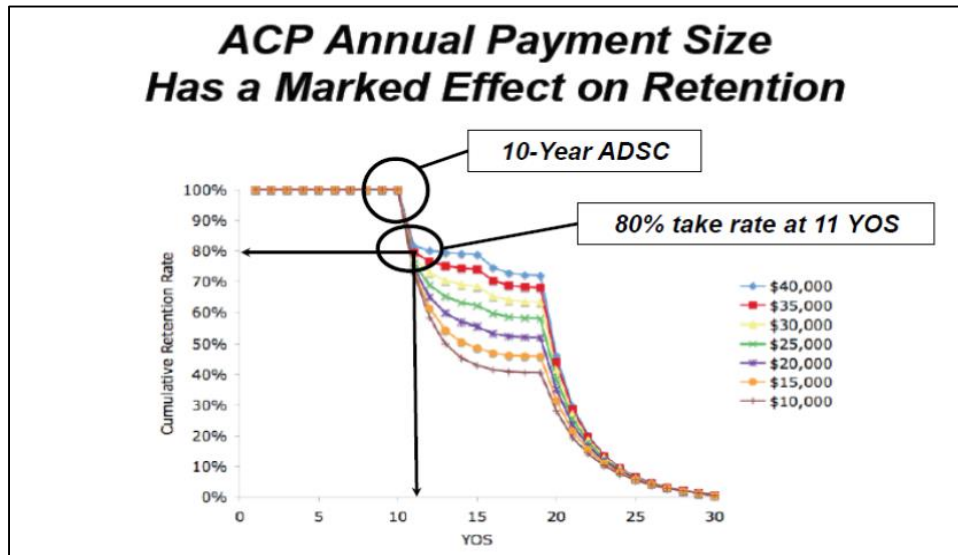 ACP Annual Payment Size
Has a Marked Effect on Retention
10-Year ADSC
80% take rate at 11 YOS
100%
90%
80%
70%
60%
50%
40%
30%
20%
10%
0%
Cumulative Retention Rate
0 5 10 15 20 25 30
YOS
$40,000
$35,000
$30,000
$25,000
$20,000
$15,000
$10,000